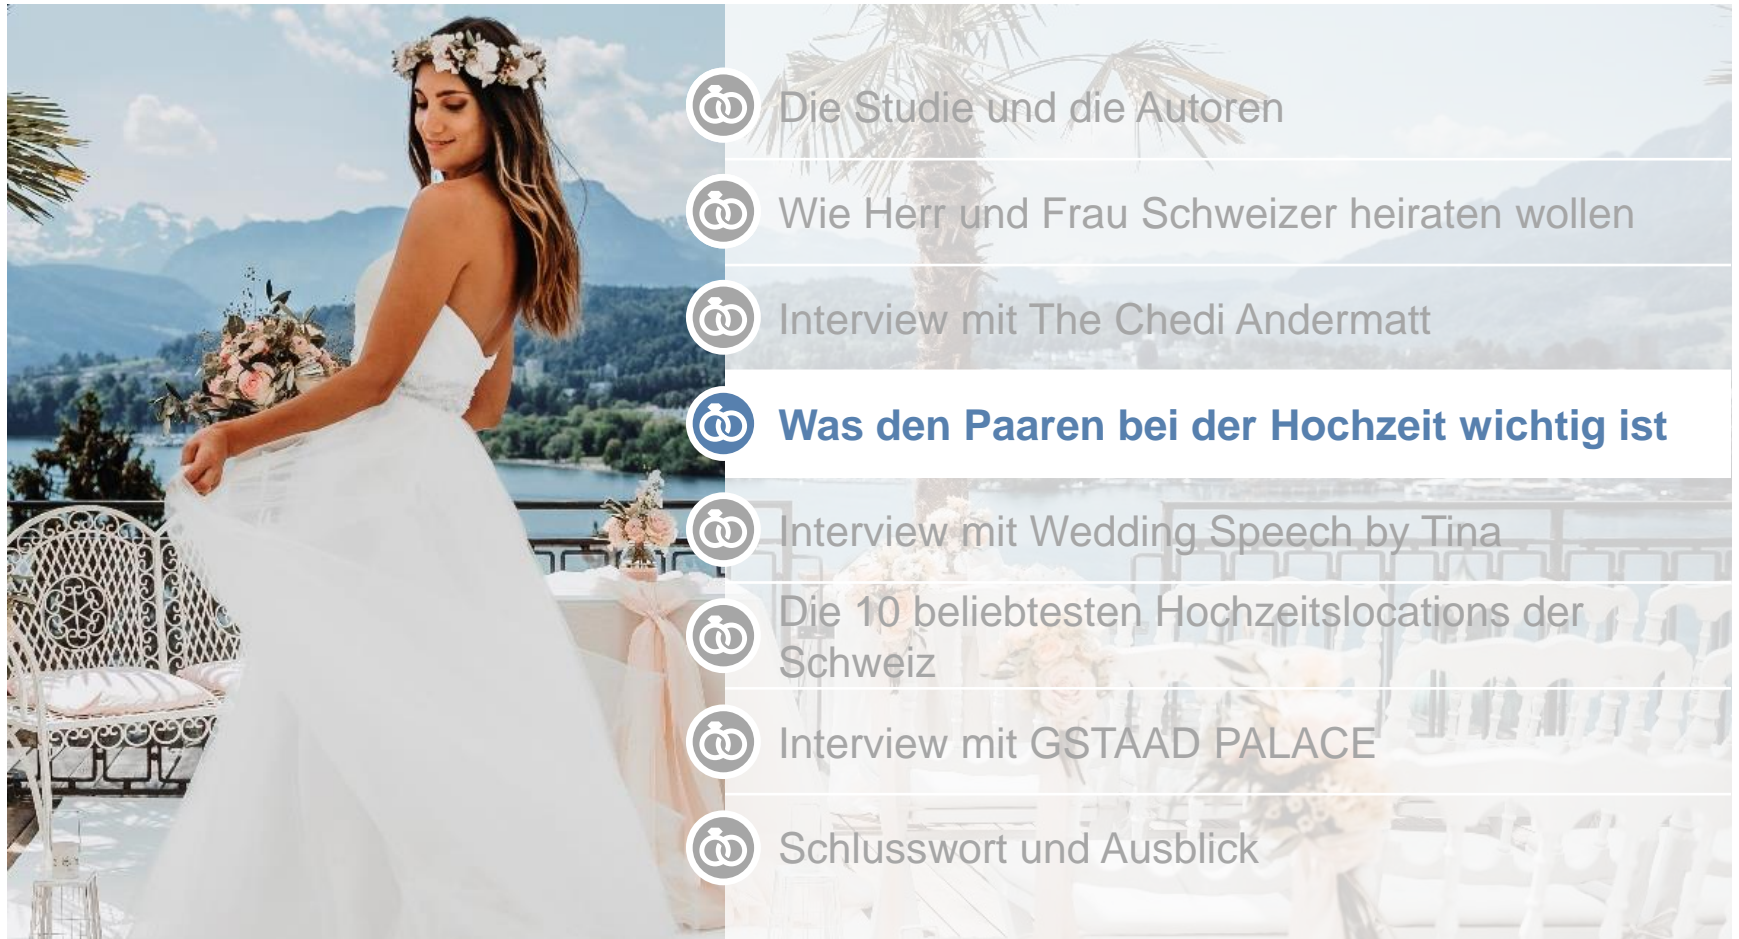 Die Studie und die Autoren
Wie Herr und Frau Schweizer heiraten wollen
Interview mit The Chedi Andermatt
Was den Paaren bei der Hochzeit wichtig ist
Interview mit Wedding Speech by Tina
Die 10 beliebtesten Hochzeitslocations der
Schweiz
Interview mit GSTAAD PALACE
Schlusswort und Ausblick